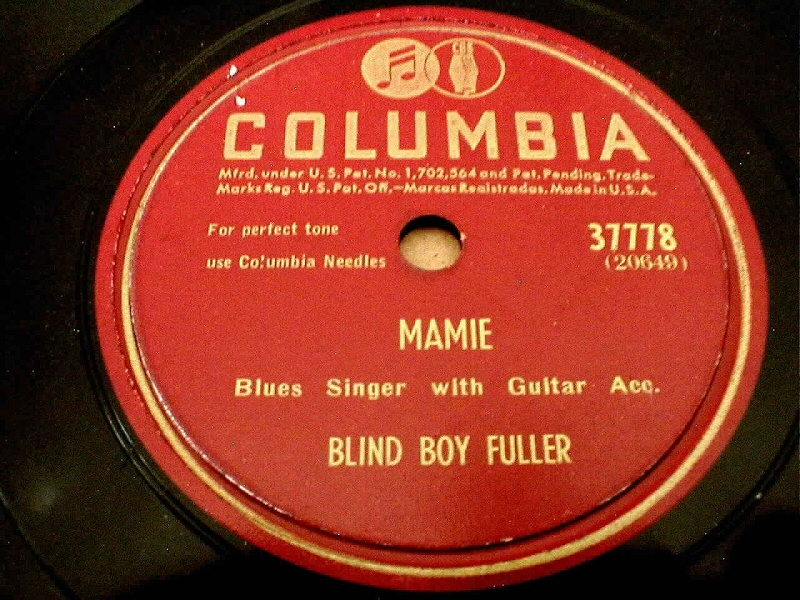 CBS
COLUMBIA
Mfrd. under U. S. Pat. No. 1,702,564 and Pat. Pending. Trade-
Marks Reg. U. S. Pat. Off.—Marcas Registradas. Made in U.S.A.
For perfect tone
use Columbia Needles
37778
(20649)
MAMIE
Blues Singer with Guitar Acc.
BLIND BOY FULLER